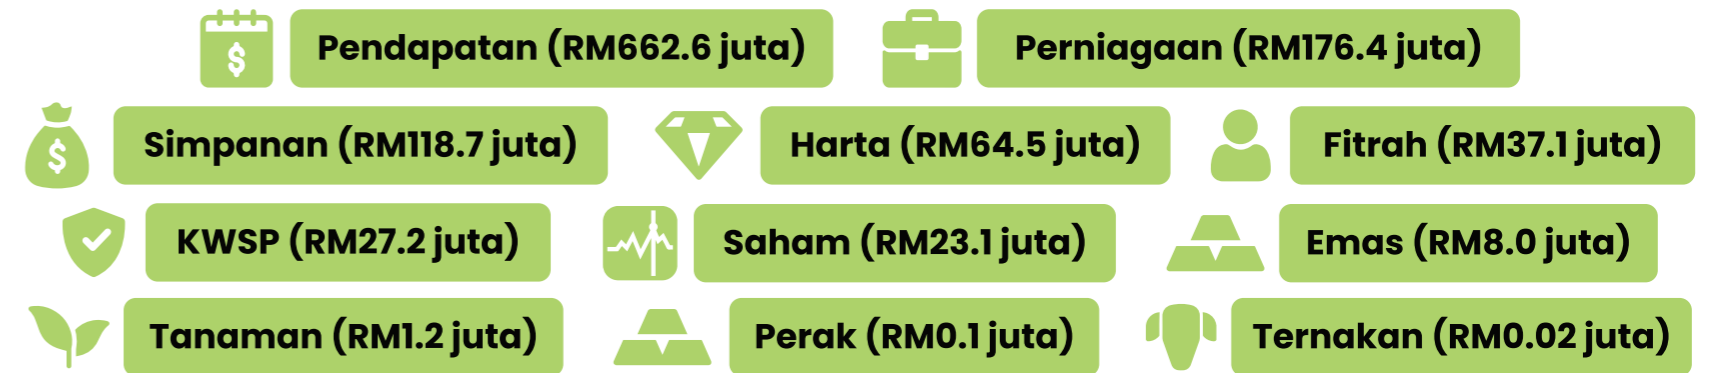 Pendapatan (RM662.6 juta)
Perniagaan (RM176.4 juta)
Simpanan (RM118.7 juta)
Harta (RM64.5 juta)
Fitrah (RM37.1 juta)
KWSP (RM27.2 juta)
Saham (RM23.1 juta)
Emas (RM8.0 juta)
Tanaman (RM1.2 juta)
Perak (RM0.1 juta)
Ternakan (RM0.02 juta)